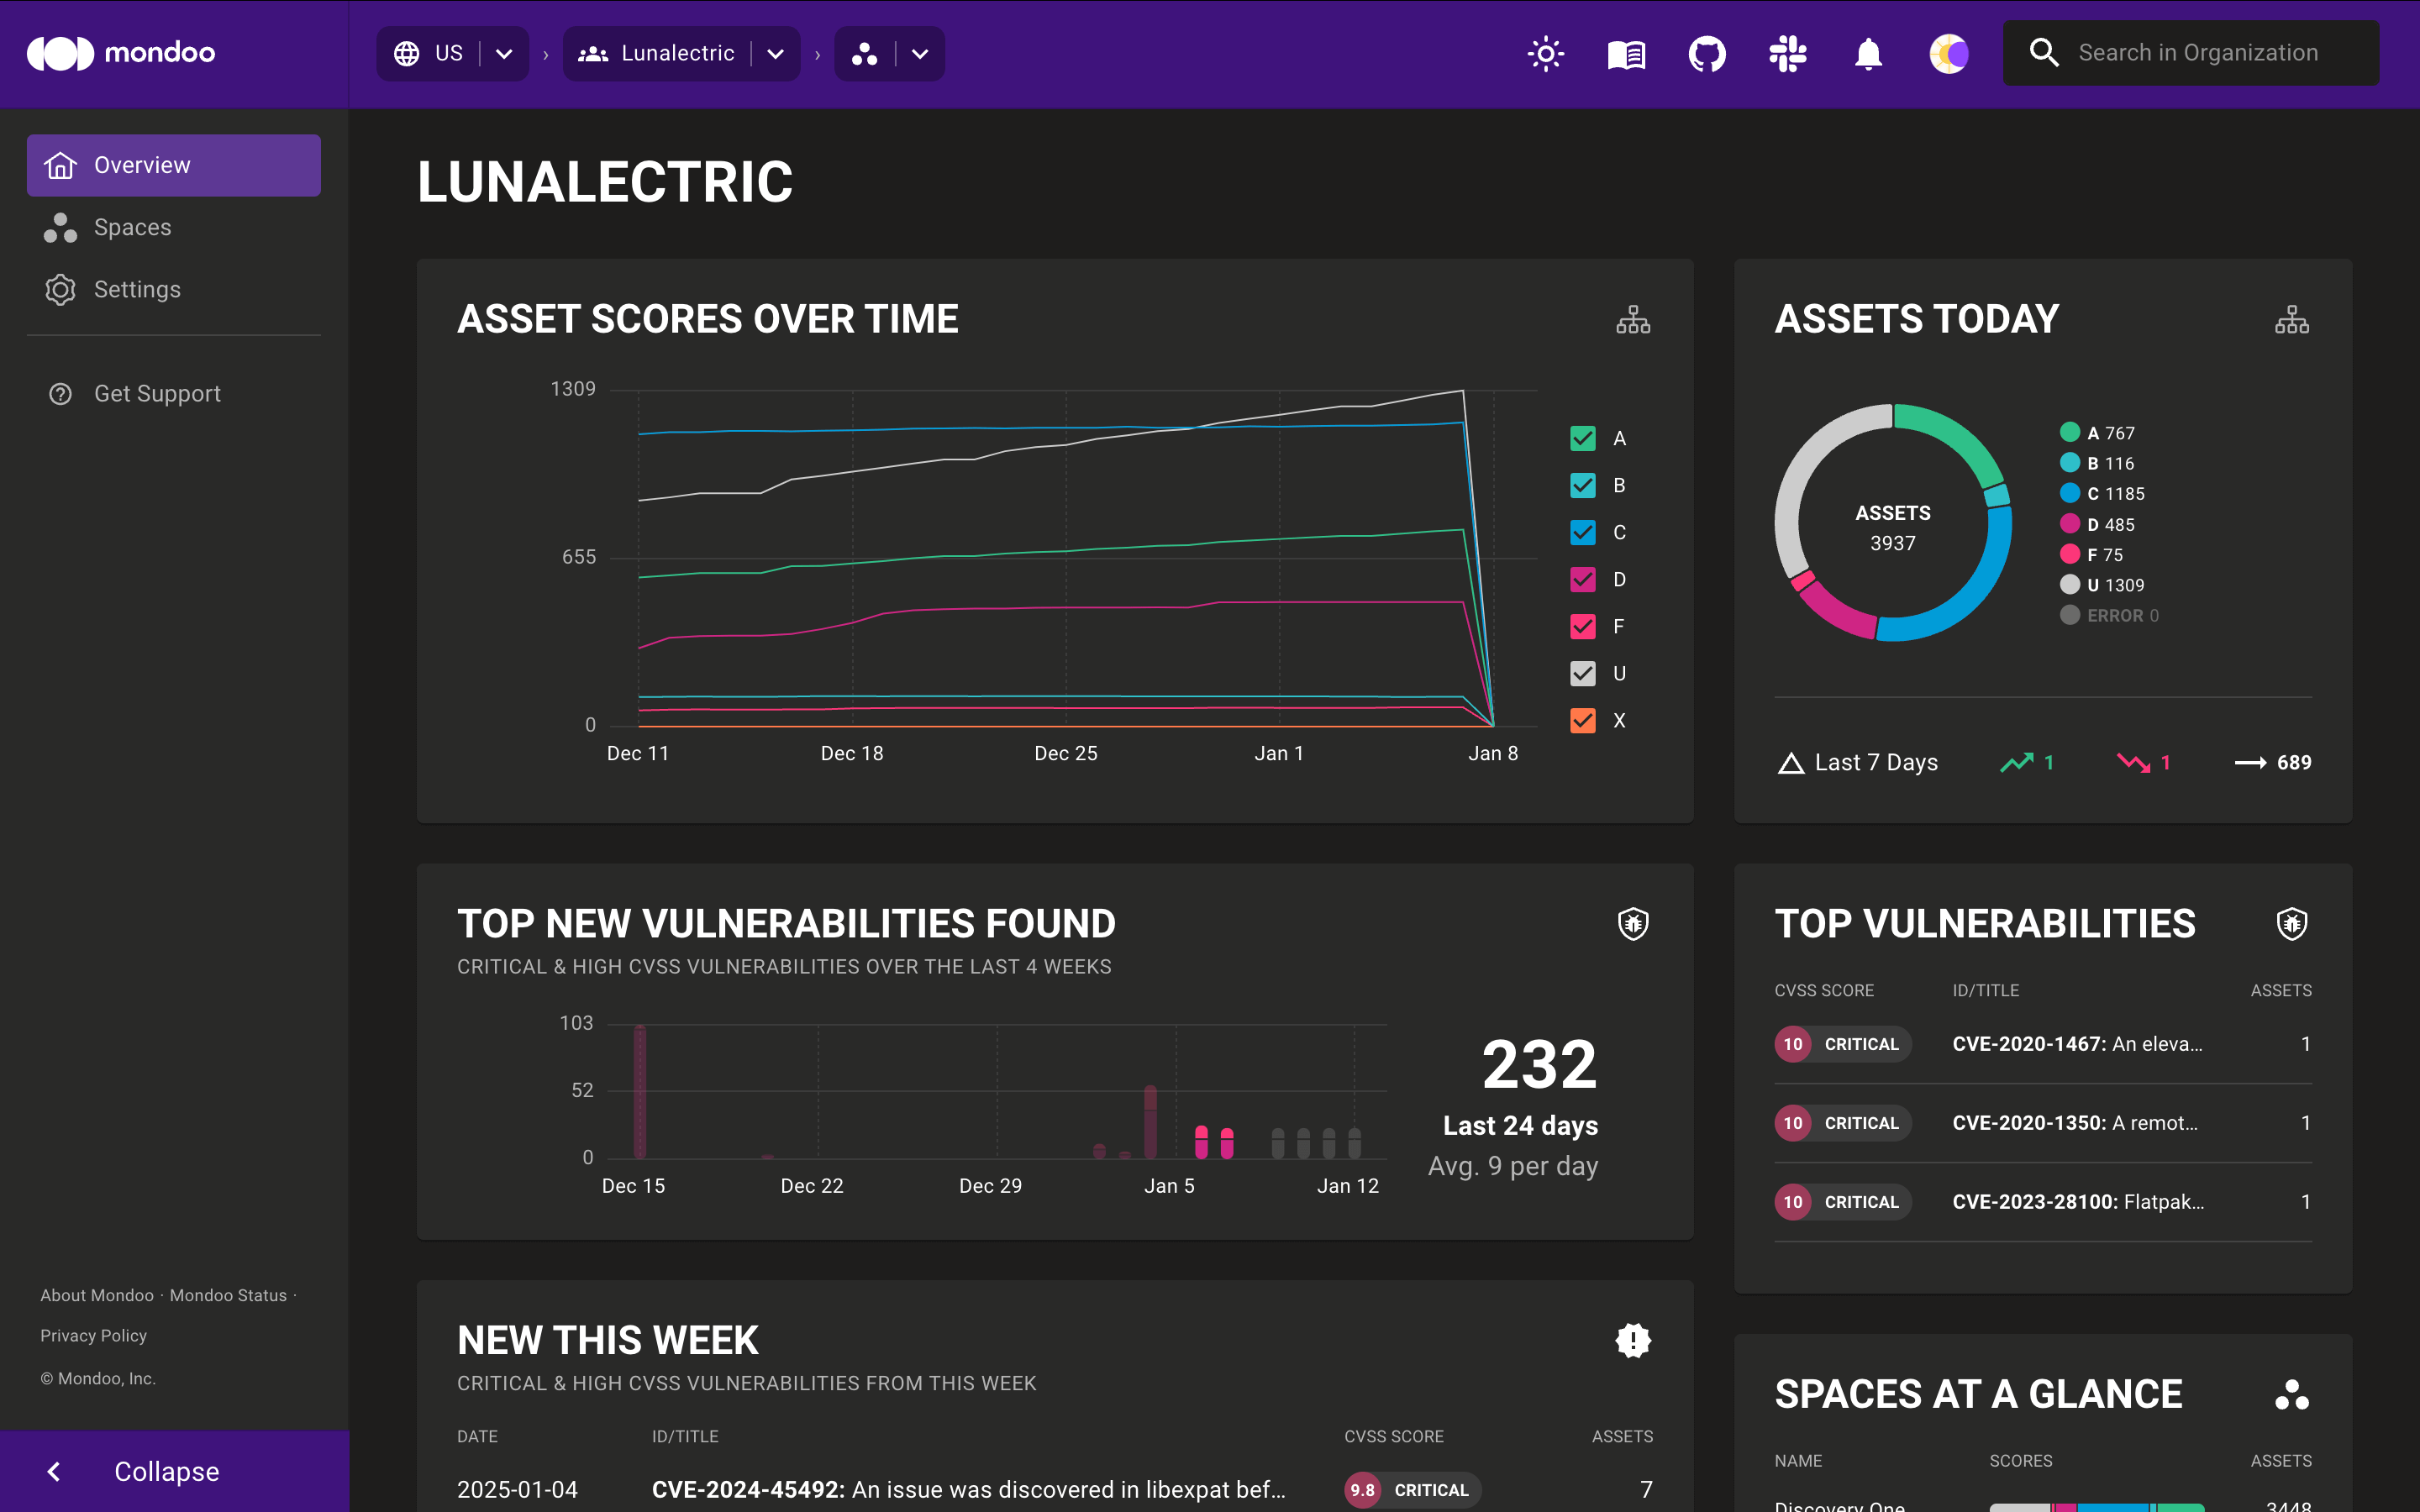 mondoo
US
Lunalectric
Search in Organization
Overview
Spaces
Settings
Get Support
About Mondoo · Mondoo Status ·
Privacy Policy
© Mondoo, Inc.
Collapse
LUNALECTRIC
ASSET SCORES OVER TIME
1309
655
0
Dec 11 Dec 18 Dec 25 Jan 1 Jan 8
A
B
C
D
F
U
X
ASSETS TODAY
ASSETS
3937
A 767
B 116
C 1185
D 485
F 75
U 1309
ERROR 0
Last 7 Days 1 1 689
TOP NEW VULNERABILITIES FOUND
CRITICAL & HIGH CVSS VULNERABILITIES OVER THE LAST 4 WEEKS
103
52
0
Dec 15 Dec 22 Dec 29 Jan 5 Jan 12
232
Last 24 days
Avg. 9 per day
TOP VULNERABILITIES
CVSS SCORE ID/TITLE ASSETS
10 CRITICAL CVE-2020-1467: An eleva... 1
10 CRITICAL CVE-2020-1350: A remot... 1
10 CRITICAL CVE-2023-28100: Flatpak... 1
NEW THIS WEEK
CRITICAL & HIGH CVSS VULNERABILITIES FROM THIS WEEK
DATE ID/TITLE CVSS SCORE ASSETS
2025-01-04 CVE-2024-45492: An issue was discovered in libexpat bef... 9.8 CRITICAL 7
SPACES AT A GLANCE
NAME SCORES ASSETS
Discovery One 3448